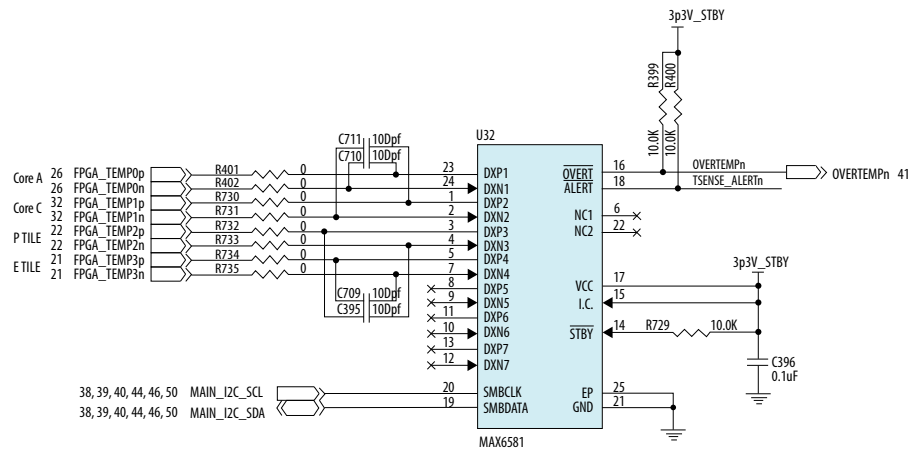 3p3V_STBY
R399
R400
10.0K
10.0K
U32
C711 10Dpf
C710 10Dpf
Core A 26 FPGA_TEMP0p R401 0 23 DXP1
26 FPGA_TEMP0n R402 0 24 DXN1
Core C 32 FPGA_TEMP1p R730 0 1 DXP2
32 FPGA_TEMP1n R731 0 2 DXN2
P TILE 22 FPGA_TEMP2p R732 0 3 DXP3
22 FPGA_TEMP2n R733 0 4 DXN3
E TILE 21 FPGA_TEMP3p R734 0 5 DXP4
21 FPGA_TEMP3n R735 0 7 DXN4
C709 10Dpf
C395 10Dpf
8 DXP5
9 DXN5
11 DXP6
10 DXN6
13 DXP7
12 DXN7
38, 39, 40, 44, 46, 50 MAIN_I2C_SCL 20 SMBCLK
38, 39, 40, 44, 46, 50 MAIN_I2C_SDA 19 SMBDATA
OVERT 16 OVERTEMPn OVERTEMPn 41
ALERT 18 TSENSE_ALERTn
NC1 6
NC2 22
3p3V_STBY
VCC 17
I.C. 15
STBY 14 R729 10.0K
C396
0.1uF
EP 25
GND 21
MAX6581